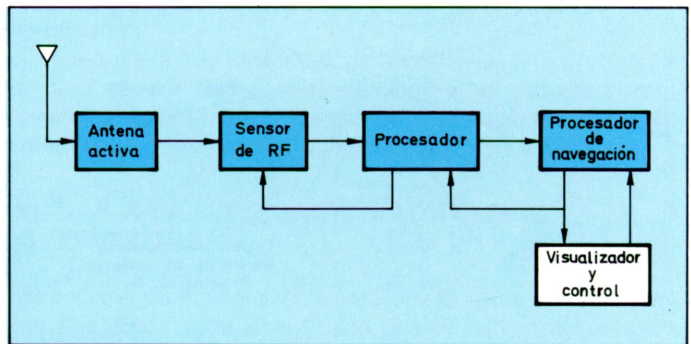 Antena
activa
Sensor
de RF
Procesador
Procesador
de
navegación
Visualizador
y
control